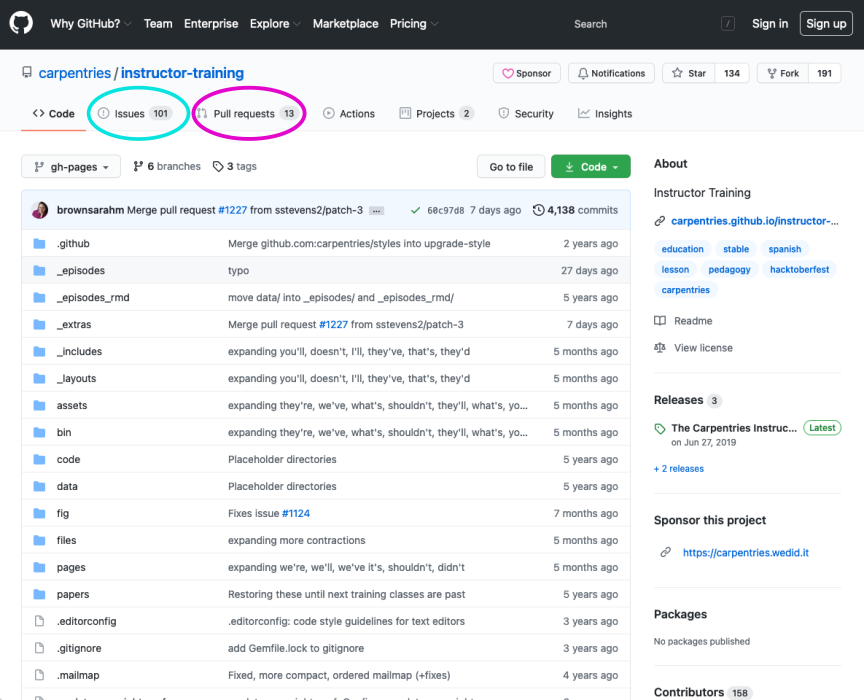 Why GitHub? Team Enterprise Explore Marketplace Pricing Search / Sign in Sign up
carpentries / instructor-training Sponsor Notifications Star 134 Fork 191
Code Issues 101 Pull requests 13 Actions Projects 2 Security Insights
gh-pages 6 branches 3 tags Go to file Code
brownsarahm Merge pull request #1227 from sstevens2/patch-3 ... 60c97d8 7 days ago 4,138 commits
.github Merge github.com:carpentries/styles into upgrade-style 2 years ago
_episodes typo 27 days ago
_episodes_rmd move data/ into _episodes/ and _episodes_rmd/ 5 years ago
_extras Merge pull request #1227 from sstevens2/patch-3 7 days ago
_includes expanding you'll, doesn't, I'll, they've, that's, they'd 5 months ago
_layouts expanding you'll, doesn't, I'll, they've, that's, they'd 5 months ago
assets expanding they're, we've, what's, shouldn't, they'll, what's, yo... 5 months ago
bin expanding they're, we've, what's, shouldn't, they'll, what's, yo... 5 months ago
code Placeholder directories 5 years ago
data Placeholder directories 5 years ago
fig Fixes issue #1124 7 months ago
files expanding more contractions 5 months ago
pages expanding we're, we'll, we've it's, shouldn't, didn't 5 months ago
papers Restoring these until next training classes are past 5 years ago
.editorconfig .editorconfig: code style guidelines for text editors 3 years ago
.gitignore add Gemfile.lock to gitignore 3 years ago
.mailmap Fixed, more compact, ordered mailmap (+fixes) 4 years ago
About
Instructor Training
carpentries.github.io/instructor-...
education stable spanish
lesson pedagogy hacktoberfest
carpentries
Readme
View license
Releases 3
The Carpentries Instruc... Latest
on Jun 27, 2019
+ 2 releases
Sponsor this project
https://carpentries.wedid.it
Packages
No packages published
Contributors 158